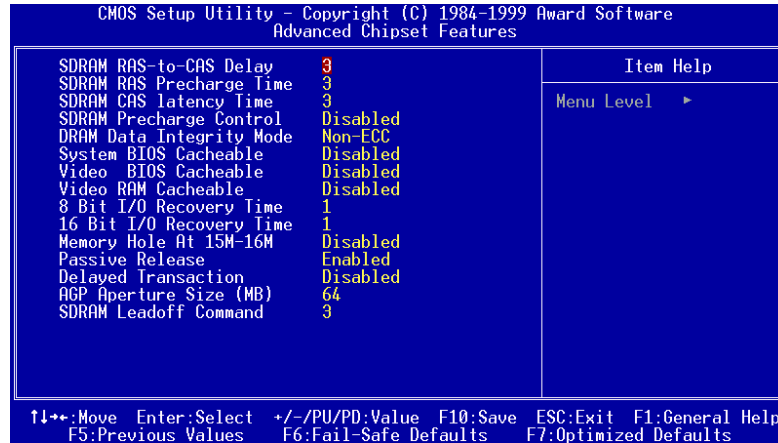 CMOS Setup Utility - Copyright (C) 1984-1999 Award Software
Advanced Chipset Features
SDRAM RAS-to-CAS Delay 3
SDRAM RAS Precharge Time 3
SDRAM CAS latency Time 3
SDRAM Precharge Control Disabled
DRAM Data Integrity Mode Non-ECC
System BIOS Cacheable Disabled
Video BIOS Cacheable Disabled
Video RAM Cacheable Disabled
8 Bit I/O Recovery Time 1
16 Bit I/O Recovery Time 1
Memory Hole At 15M-16M Disabled
Passive Release Enabled
Delayed Transaction Disabled
AGP Aperture Size (MB) 64
SDRAM Leadoff Command 3
Item Help
Menu Level ►
↑↓→←:Move Enter:Select +/-/PU/PD:Value F10:Save ESC:Exit F1:General Help
F5:Previous Values F6:Fail-Safe Defaults F7:Optimized Defaults